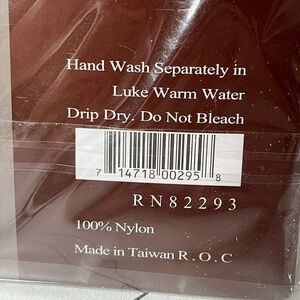 Hand Wash Separately in
Luke Warm Water
Drip Dry. Do Not Bleach
7 14718 00295 8
RN82293
100% Nylon
Made in Taiwan R.O.C